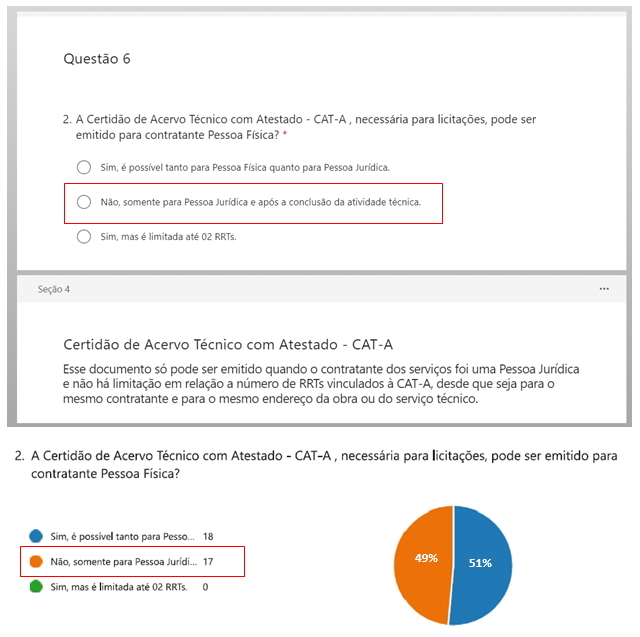 Questão 6
2. A Certidão de Acervo Técnico com Atestado - CAT-A , necessária para licitações, pode ser
emitido para contratante Pessoa Física? *
Sim, é possível tanto para Pessoa Física quanto para Pessoa Jurídica.
Não, somente para Pessoa Jurídica e após a conclusão da atividade técnica.
Sim, mas é limitada até 02 RRTs.
Seção 4
...
Certidão de Acervo Técnico com Atestado - CAT-A
Esse documento só pode ser emitido quando o contratante dos serviços foi uma Pessoa Jurídica
e não há limitação em relação a número de RRTs vinculados à CAT-A, desde que seja para o
mesmo contratante e para o mesmo endereço da obra ou do serviço técnico.
2. A Certidão de Acervo Técnico com Atestado - CAT-A , necessária para licitações, pode ser emitido para
contratante Pessoa Física?
Sim, é possível tanto para Pesso... 18
Não, somente para Pessoa Jurídi... 17
Sim, mas é limitada até 02 RRTs. 0
49%
51%